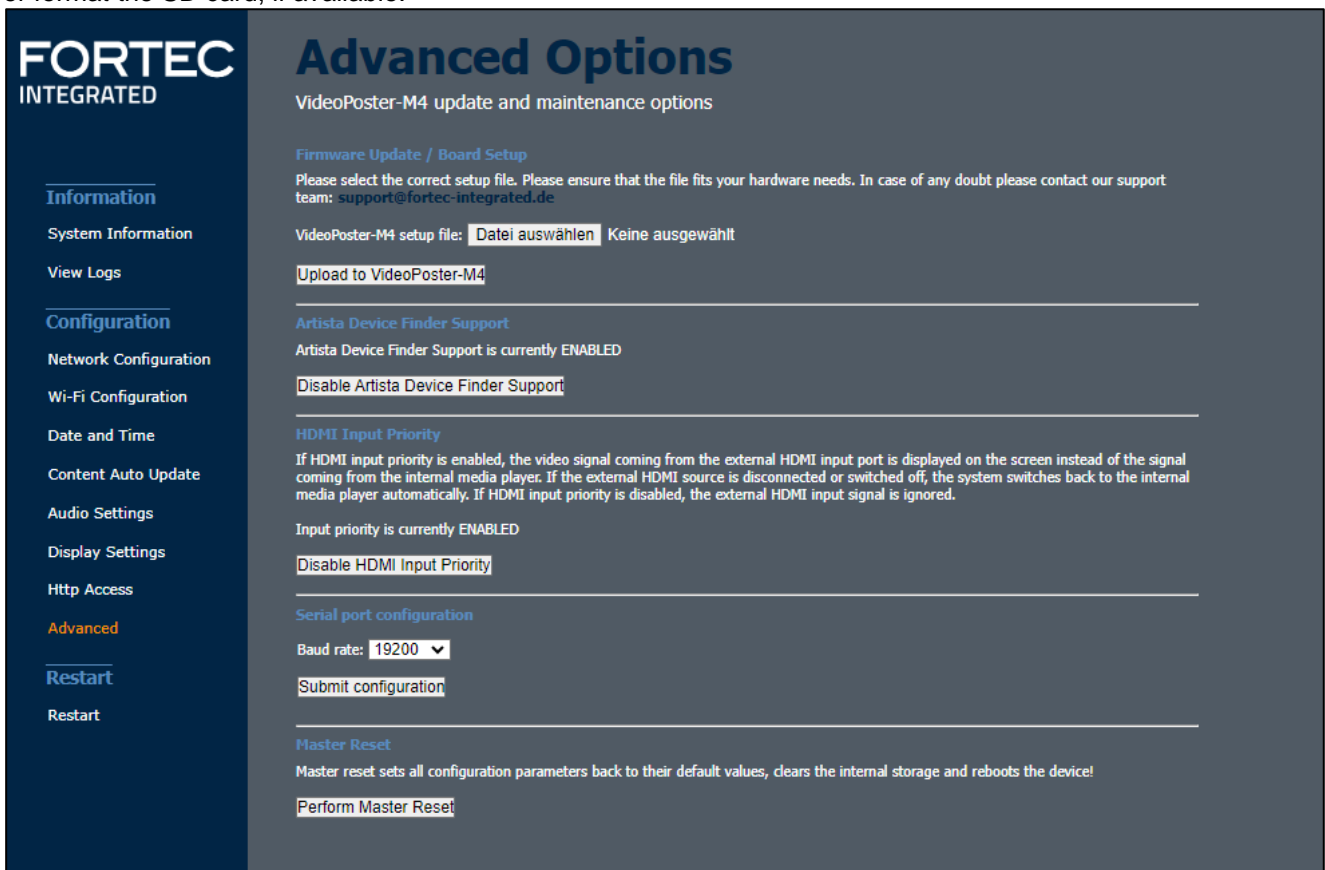 or format the SD card, if available.
FORTEC
INTEGRATED
Information
System Information
View Logs
Configuration
Network Configuration
Wi-Fi Configuration
Date and Time
Content Auto Update
Audio Settings
Display Settings
Http Access
Advanced
Restart
Restart
Advanced Options
VideoPoster-M4 update and maintenance options
Firmware Update / Board Setup
Please select the correct setup file. Please ensure that the file fits your hardware needs. In case of any doubt please contact our support
team: support@fortec-integrated.de
VideoPoster-M4 setup file: Datei auswählen Keine ausgewählt
Upload to VideoPoster-M4
Artista Device Finder Support
Artista Device Finder Support is currently ENABLED
Disable Artista Device Finder Support
HDMI Input Priority
If HDMI input priority is enabled, the video signal coming from the external HDMI input port is displayed on the screen instead of the signal
coming from the internal media player. If the external HDMI source is disconnected or switched off, the system switches back to the internal
media player automatically. If HDMI input priority is disabled, the external HDMI input signal is ignored.
Input priority is currently ENABLED
Disable HDMI Input Priority
Serial port configuration
Baud rate: 19200
Submit configuration
Master Reset
Master reset sets all configuration parameters back to their default values, clears the internal storage and reboots the device!
Perform Master Reset